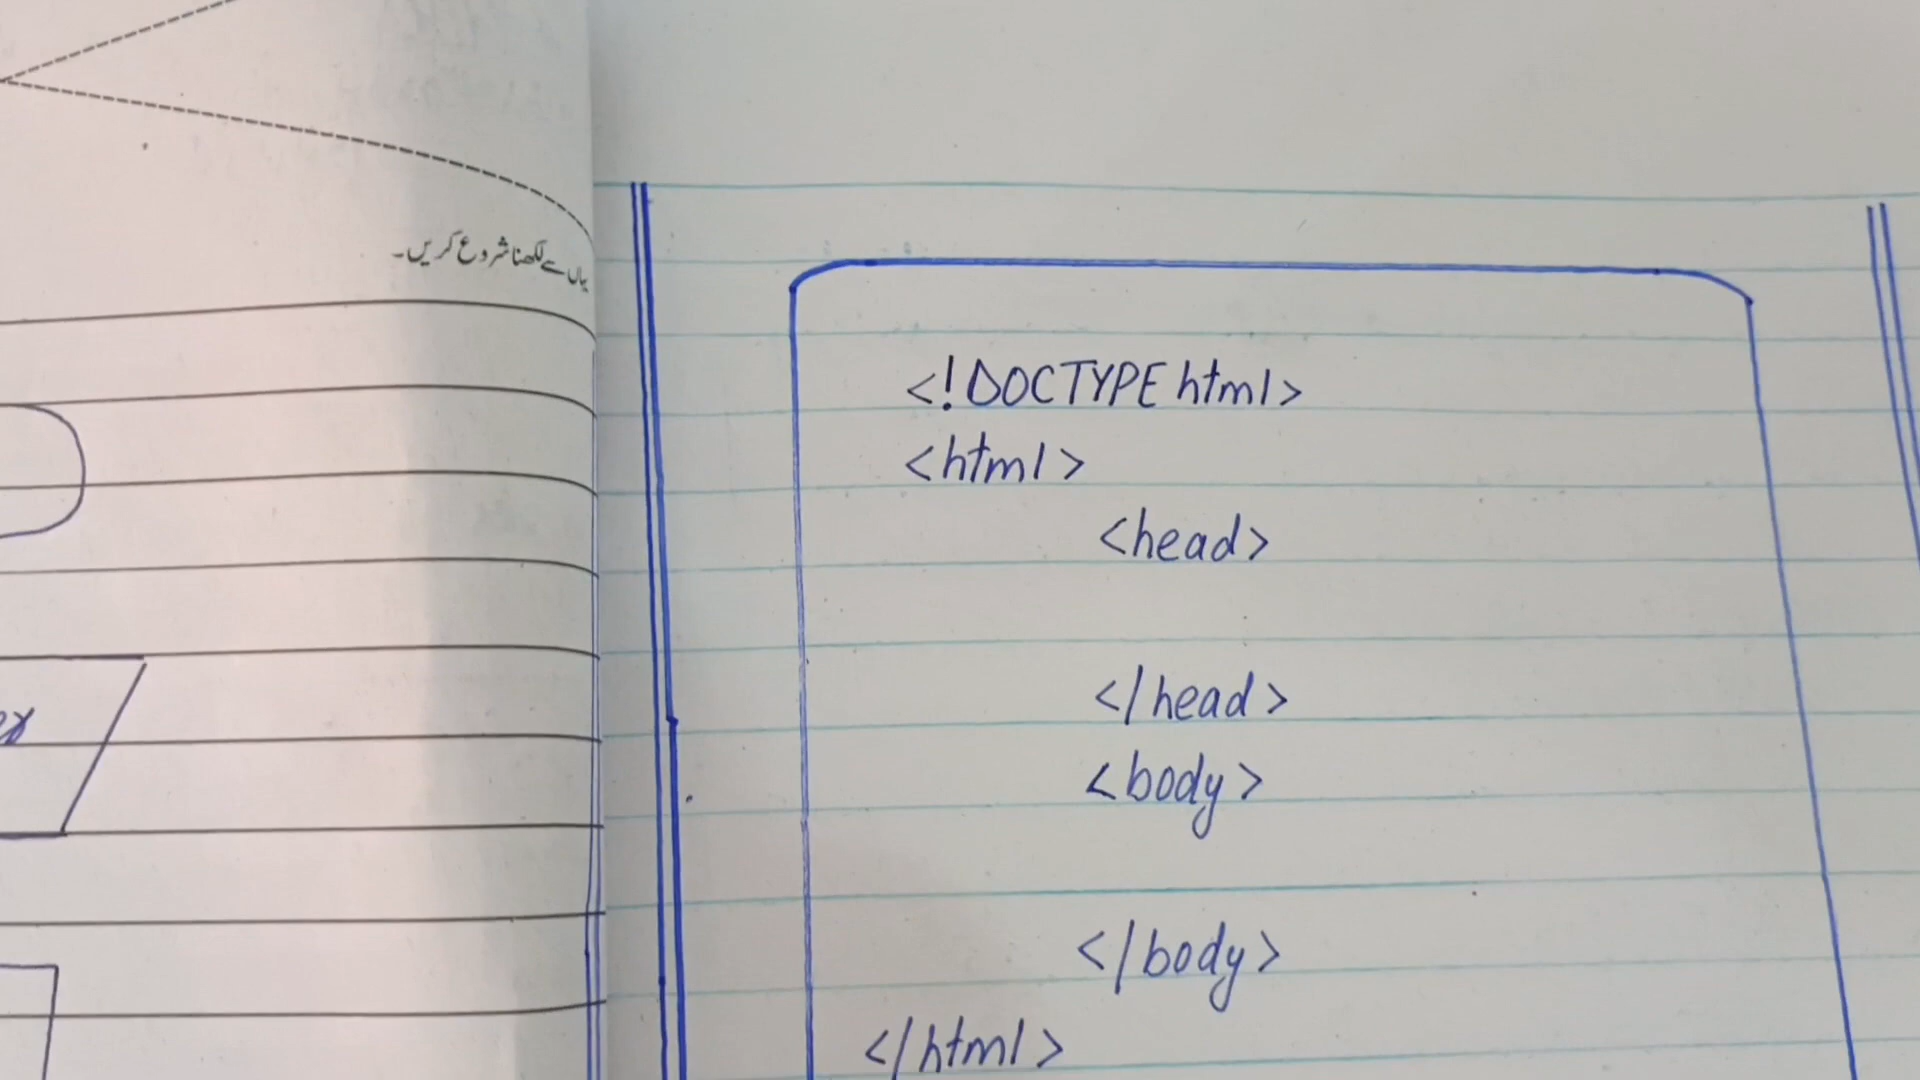 یہاں سے لکھنا شروع کریں۔
<!DOCTYPE html>
<html>
<head>
</head>
<body>
</body>
</html>